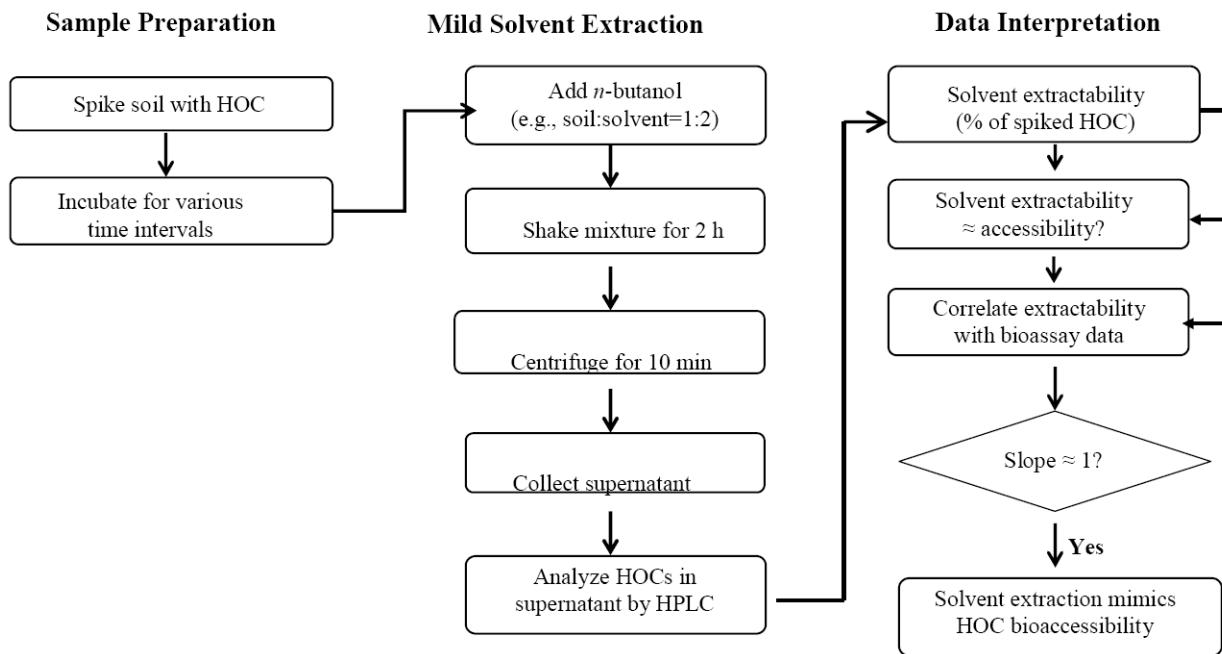 Sample Preparation
Spike soil with HOC
Incubate for various
time intervals
Mild Solvent Extraction
Add n-butanol
(e.g., soil:solvent=1:2)
Shake mixture for 2 h
Centrifuge for 10 min
Collect supernatant
Analyze HOCs in
supernatant by HPLC
Data Interpretation
Solvent extractability
(% of spiked HOC)
Solvent extractability
≈ accessibility?
Correlate extractability
with bioassay data
Slope ≈ 1?
Yes
Solvent extraction mimics
HOC bioaccessibility